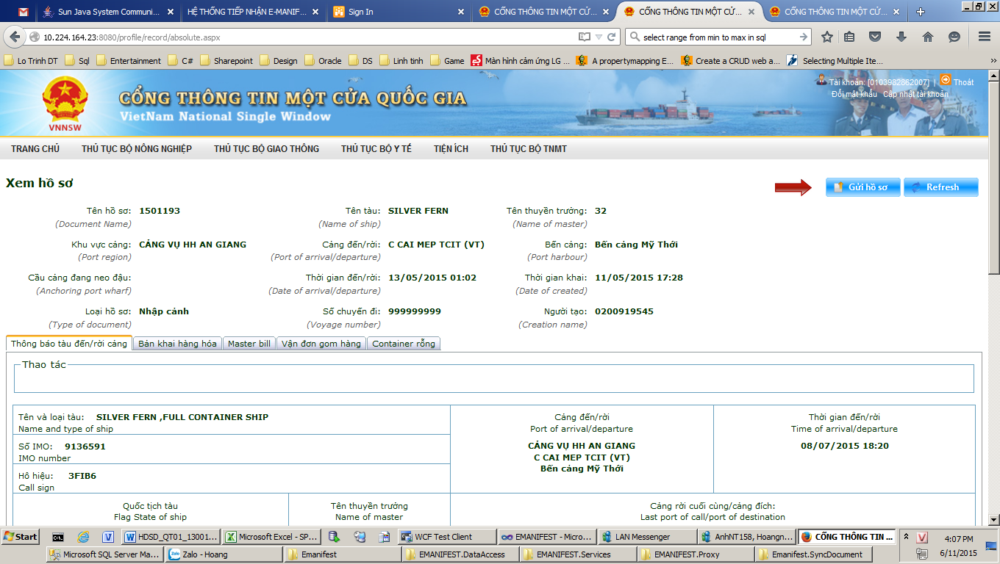 Sun Java System Communi...
HỆ THỐNG TIẾP NHẬN E-MANIF...
Sign In
CỔNG THÔNG TIN MỘT CỬ...
CỔNG THÔNG TIN MỘT CỬ...
CỔNG THÔNG TIN MỘT CỬ...
10.224.164.23:8080/profile/record/absolute.aspx
select range from min to max in sql
Lo Trinh DT Sql Entertainment C# Sharepoint Design Oracle DS Linh tinh Game Màn hình cảm ứng LG ... A propertymapping E... Create a CRUD web a... Selecting Multiple Ite...
VNNSW
CỔNG THÔNG TIN MỘT CỬA QUỐC GIA
VietNam National Single Window
Tài khoản: [0103982862007] | Thoát
Đổi mật khẩu Cập nhật tài khoản
TRANG CHỦ THỦ TỤC BỘ NÔNG NGHIỆP THỦ TỤC BỘ GIAO THÔNG THỦ TỤC BỘ Y TẾ TIỆN ÍCH THỦ TỤC BỘ TNMT
Xem hồ sơ
Gửi hồ sơ Refresh
Tên hồ sơ: 1501193 Tên tàu: SILVER FERN Tên thuyền trưởng: 32
(Document Name) (Name of ship) (Name of master)
Khu vực cảng: CẢNG VỤ HH AN GIANG Cảng đến/rời: C CAI MEP TCIT (VT) Bến cảng: Bến cảng Mỹ Thới
(Port region) (Port of arrival/departure) (Port harbour)
Cầu cảng đang neo đậu: Thời gian đến/rời: 13/05/2015 01:02 Thời gian khai: 11/05/2015 17:28
(Anchoring port wharf) (Date of arrival/departure) (Date of created)
Loại hồ sơ: Nhập cảnh Số chuyến đi: 999999999 Người tạo: 0200919545
(Type of document) (Voyage number) (Creation name)
Thông báo tàu đến/rời cảng Bản khai hàng hóa Master bill Vận đơn gom hàng Container rỗng
Thao tác
Tên và loại tàu: SILVER FERN ,FULL CONTAINER SHIP
Name and type of ship
Số IMO: 9136591
IMO number
Hô hiệu: 3FIB6
Call sign
Cảng đến/rời
Port of arrival/departure
CẢNG VỤ HH AN GIANG
C CAI MEP TCIT (VT)
Bến cảng Mỹ Thới
Thời gian đến/rời
Time of arrival/departure
08/07/2015 18:20
Quốc tịch tàu
Flag State of ship
Tên thuyền trưởng
Name of master
Cảng rời cuối cùng/cảng đích:
Last port of call/port of destination
Start HDSD_QT01_13001... Microsoft Excel - SP... WCF Test Client EMANIFEST - Micro... LAN Messenger AnhNT158, Hoangn... CỔNG THÔNG TIN ...
Microsoft SQL Server Ma... Zalo - Hoang Emanifest EMANIFEST.DataAccess EMANIFEST.Services EMANIFEST.Proxy Emanifest.SyncDocument
4:07 PM
6/11/2015